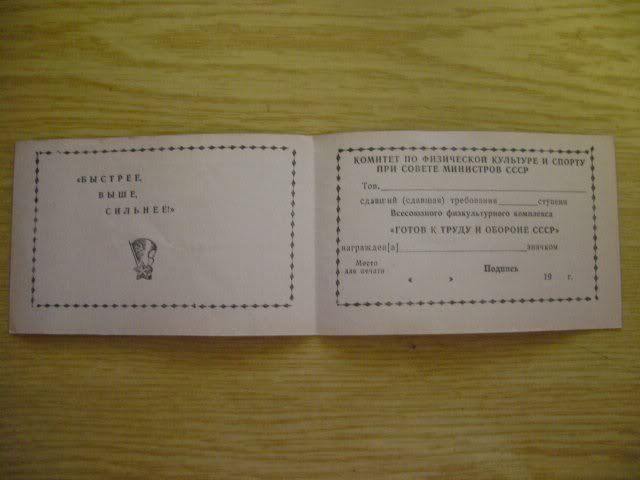 «БЫСТРЕЕ,
ВЫШЕ,
СИЛЬНЕЕ!»
КОМИТЕТ ПО ФИЗИЧЕСКОЙ КУЛЬТУРЕ И СПОРТУ
ПРИ СОВЕТЕ МИНИСТРОВ СССР
Тов.
сдавший (сдавшая) требования ступени
Всесоюзного физкультурного комплекса
«ГОТОВ К ТРУДУ И ОБОРОНЕ СССР»
награжден[а] значком
Место
для печати
« » Подпись 19 г.